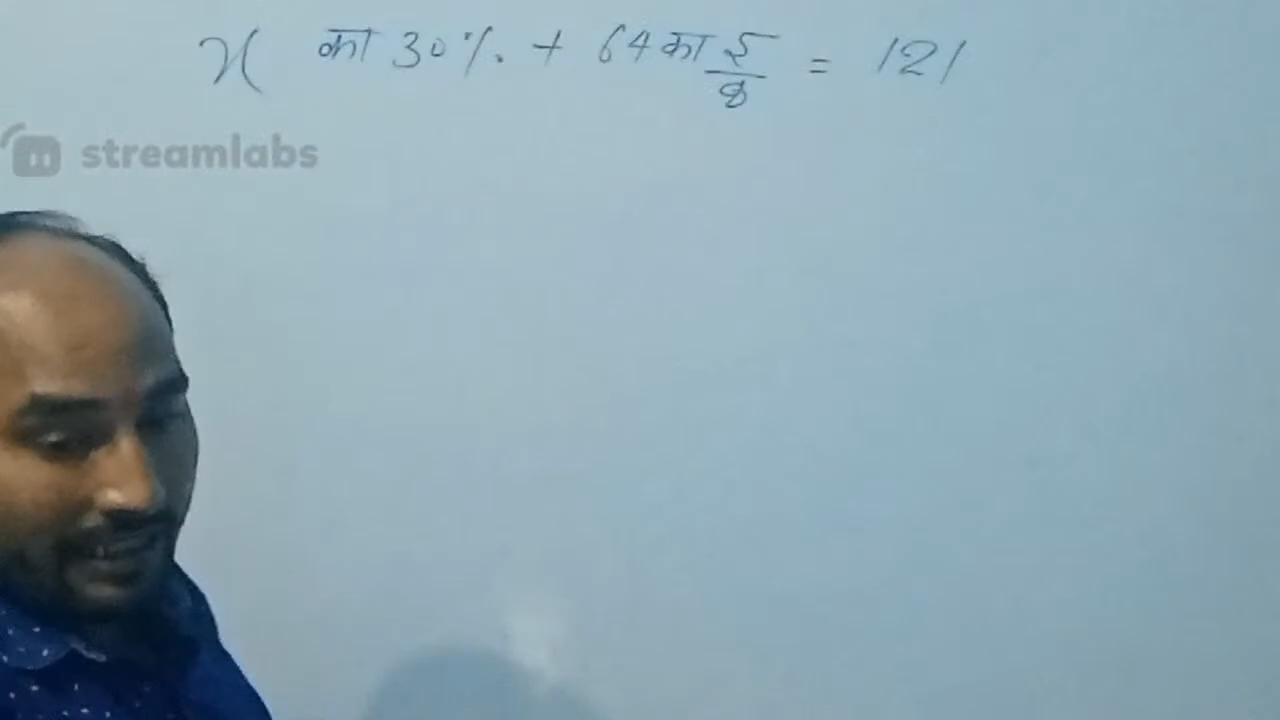 x का 30% + 64 का 5/8 = 121
streamlabs